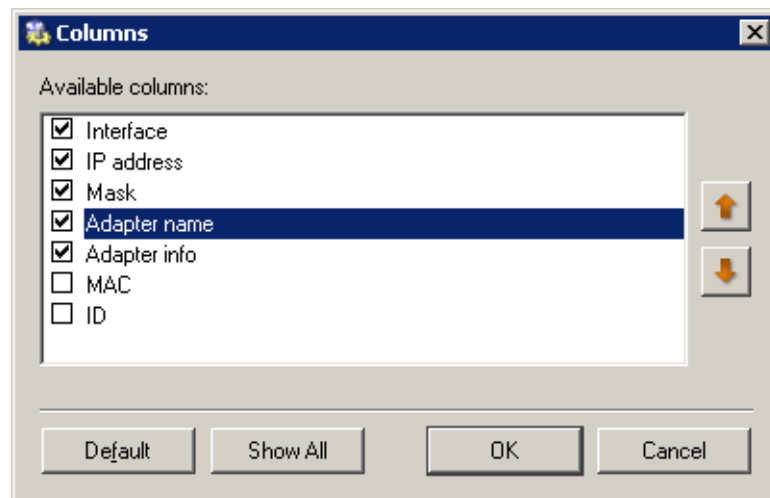 Columns
Available columns:
Interface
IP address
Mask
Adapter name
Adapter info
MAC
ID
Default Show All OK Cancel